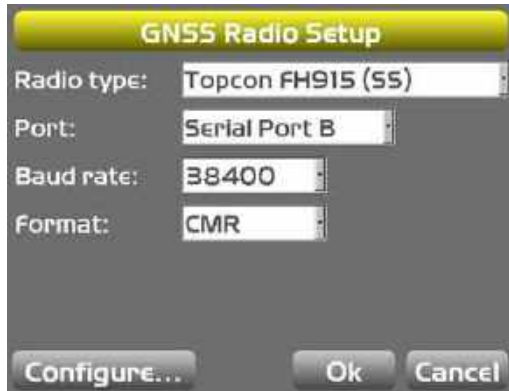 GNSS Radio Setup
Radio type: Topcon FH915 (SS)
Port: Serial Port B
Baud rate: 38400
Format: CMR
Configure... Ok Cancel